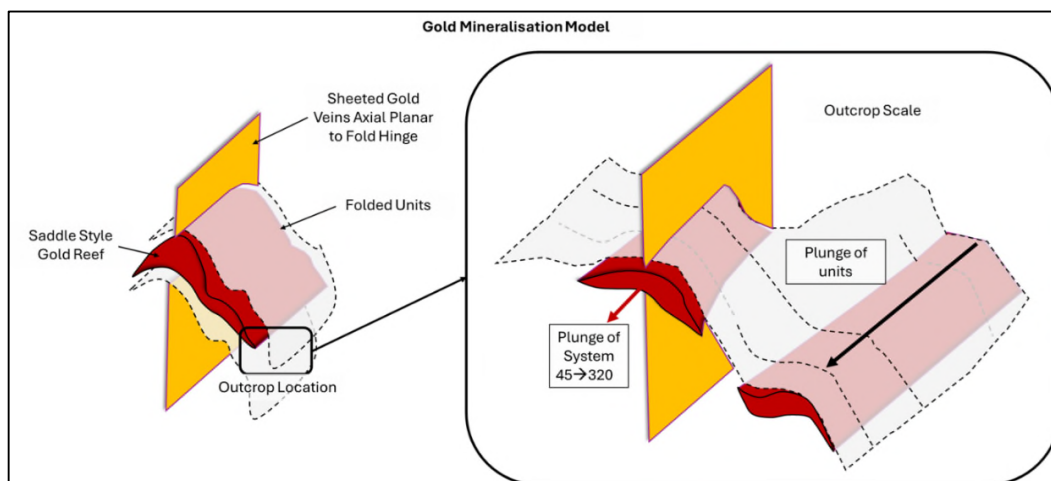 Gold Mineralisation Model
Sheeted Gold
Veins Axial Planar
to Fold Hinge
Folded Units
Saddle Style
Gold Reef
Outcrop Location
Outcrop Scale
Plunge of
units
Plunge of
System
45→320